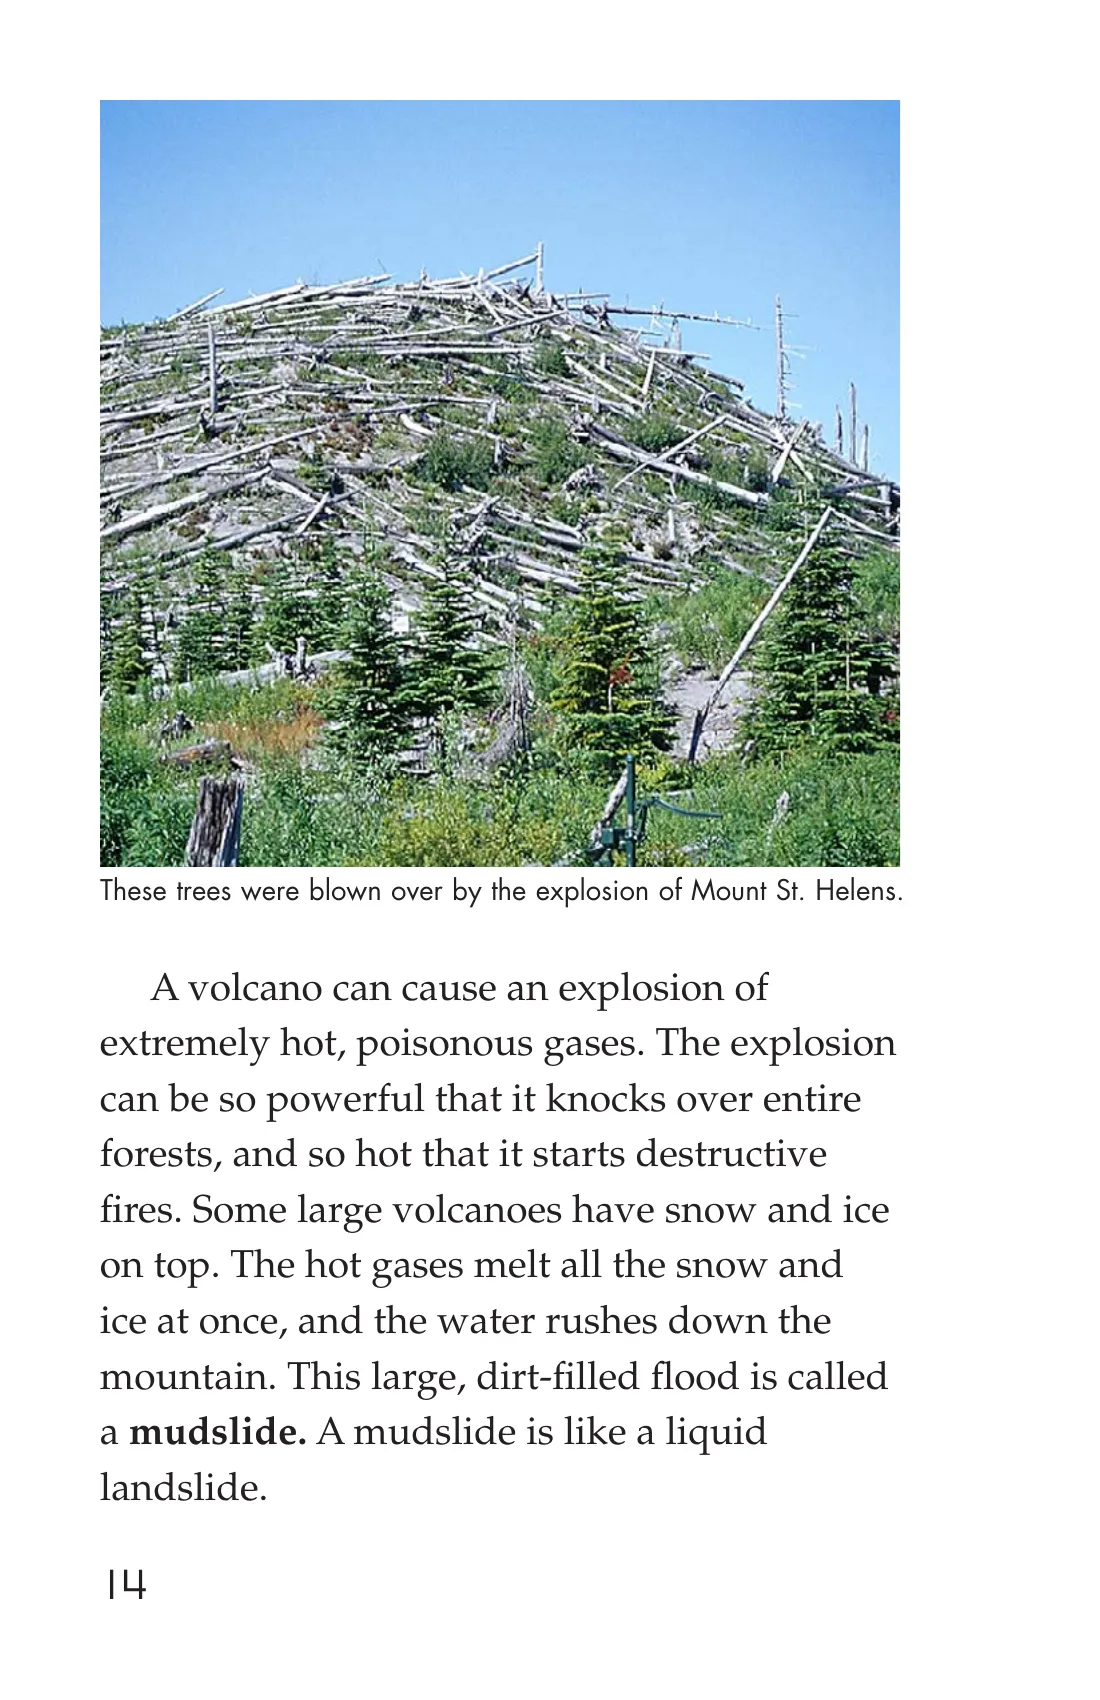 These trees were blown over by the explosion of Mount St. Helens.
A volcano can cause an explosion of
extremely hot, poisonous gases. The explosion
can be so powerful that it knocks over entire
forests, and so hot that it starts destructive
fires. Some large volcanoes have snow and ice
on top. The hot gases melt all the snow and
ice at once, and the water rushes down the
mountain. This large, dirt-filled flood is called
a mudslide. A mudslide is like a liquid
landslide.
14